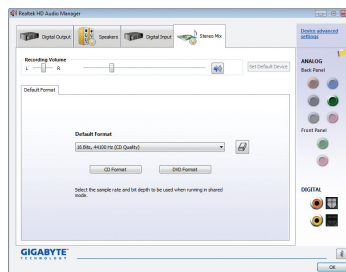 Realtek HD Audio Manager
Digital Output
Speakers
Digital Input
Stereo Mix
Device advanced
settings
Recording Volume
L
R
Set Default Device
ANALOG
Back Panel
Default Format
Default Format
16 Bits, 44100 Hz (CD Quality)
CD Format
DVD Format
Select the sample rate and bit depth to be used when running in shared
mode.
Front Panel
DIGITAL
GIGABYTE™
TECHNOLOGY
OK